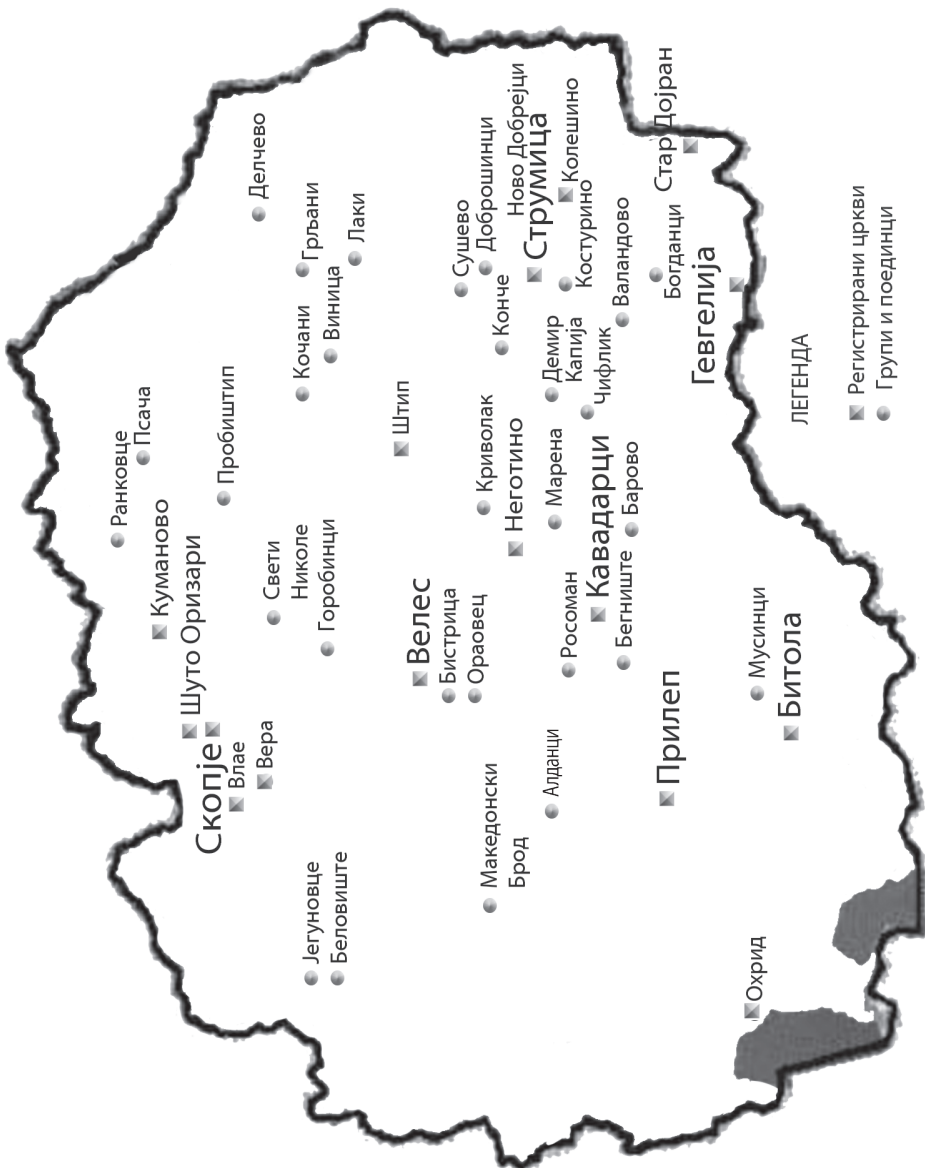 Ранковце
Псача
Куманово
Шуто Оризари
Скопје
Влае
Вера
Пробиштип
Делчево
Свети
Николе
Горобинци
Кочани
Грљани
Виница
Лаки
Јегуновце
Беловиште
Штип
Велес
Бистрица
Ораовец
Криволак
Неготино
Сушево
Доброшинци
Конче
Ново Добрејци
Струмица
Колешино
Костурино
Македонски
Брод
Алданци
Росоман
Марена
Демир
Капија
Чифлик
Кавадарци
Бегниште
Барово
Валандово
Стар Дојран
Богданци
Гевгелија
Прилеп
Мусинци
Битола
Охрид
ЛЕГЕНДА
Регистрирани цркви
Групи и поединци